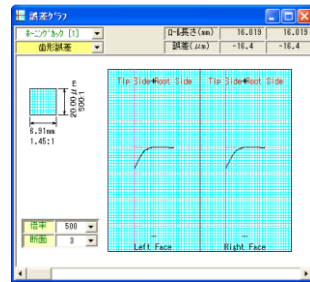 誤差グラフ
ホーニングカック [1]
歯形誤差
ロール長さ(mm) 16.019 16.019
誤差(μm) -16.4 -16.4
Tip Side↔Root Side Tip Side↔Root Side
20.00μm
500:1
6.91mm
1.45:1
倍率 500
断面 3
Left Face Right Face